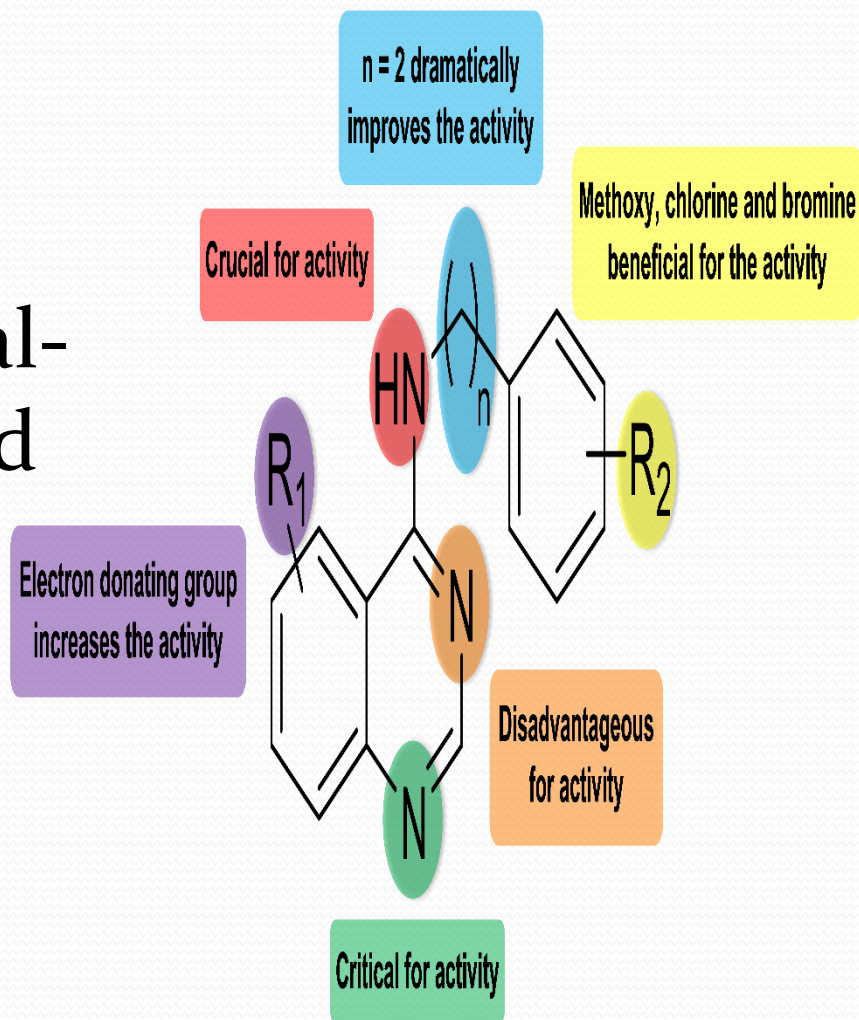 n = 2 dramatically
improves the activity
Methoxy, chlorine and bromine
beneficial for the activity
Crucial for activity
al-
d
HN
n
R1
R2
Electron donating group
increases the activity
N
Disadvantageous
for activity
N
Critical for activity